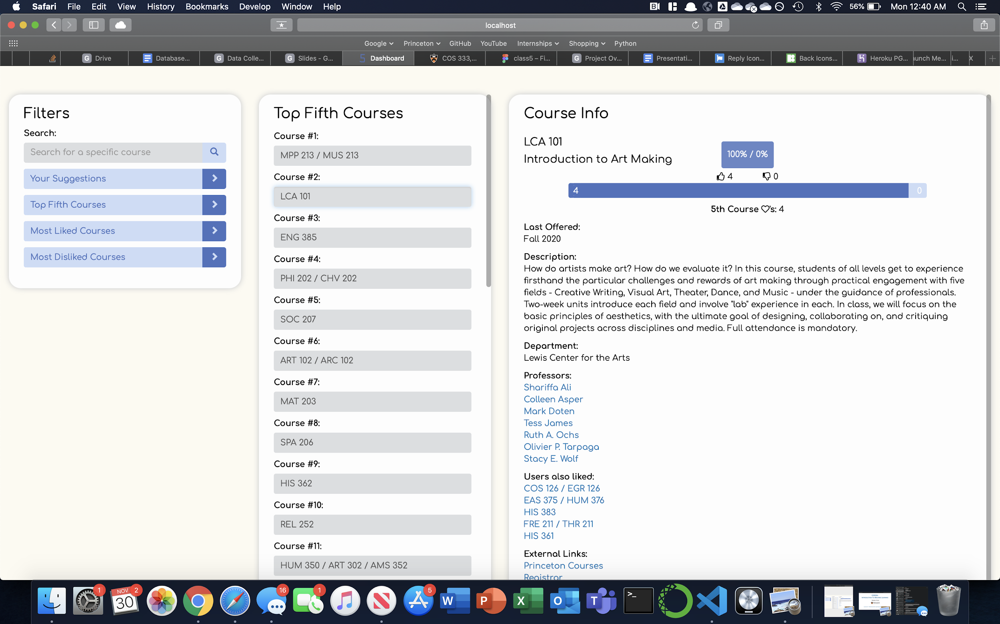 Safari File Edit View History Bookmarks Develop Window Help
56% Mon 12:40 AM
localhost
Google Princeton GitHub YouTube Internships Shopping Python
Drive Database... Data Colle... Slides - G... Dashboard COS 333,... class5 – Fi... Project Ov... Presentati... Reply Icon... Back Icons... Heroku PG... unch Me... i... X
Filters
Search:
Search for a specific course
Your Suggestions
Top Fifth Courses
Most Liked Courses
Most Disliked Courses
Top Fifth Courses
Course #1:
MPP 213 / MUS 213
Course #2:
LCA 101
Course #3:
ENG 385
Course #4:
PHI 202 / CHV 202
Course #5:
SOC 207
Course #6:
ART 102 / ARC 102
Course #7:
MAT 203
Course #8:
SPA 206
Course #9:
HIS 362
Course #10:
REL 252
Course #11:
HUM 350 / ART 302 / AMS 352
Course Info
LCA 101
Introduction to Art Making
100% / 0%
4 0
4 0
5th Course ♡'s: 4
Last Offered:
Fall 2020
Description:
How do artists make art? How do we evaluate it? In this course, students of all levels get to experience
firsthand the particular challenges and rewards of art making through practical engagement with five
fields - Creative Writing, Visual Art, Theater, Dance, and Music - under the guidance of professionals.
Two-week units introduce each field and involve "lab" experience in each. In class, we will focus on the
basic principles of aesthetics, with the ultimate goal of designing, collaborating on, and critiquing
original projects across disciplines and media. Full attendance is mandatory.
Department:
Lewis Center for the Arts
Professors:
Shariffa Ali
Colleen Asper
Mark Doten
Tess James
Ruth A. Ochs
Olivier P. Tarpaga
Stacy E. Wolf
Users also liked:
COS 126 / EGR 126
EAS 375 / HUM 376
HIS 383
FRE 211 / THR 211
HIS 361
External Links:
Princeton Courses
Registrar
1 NOV 2 30 16 1 5 W P X O T >_